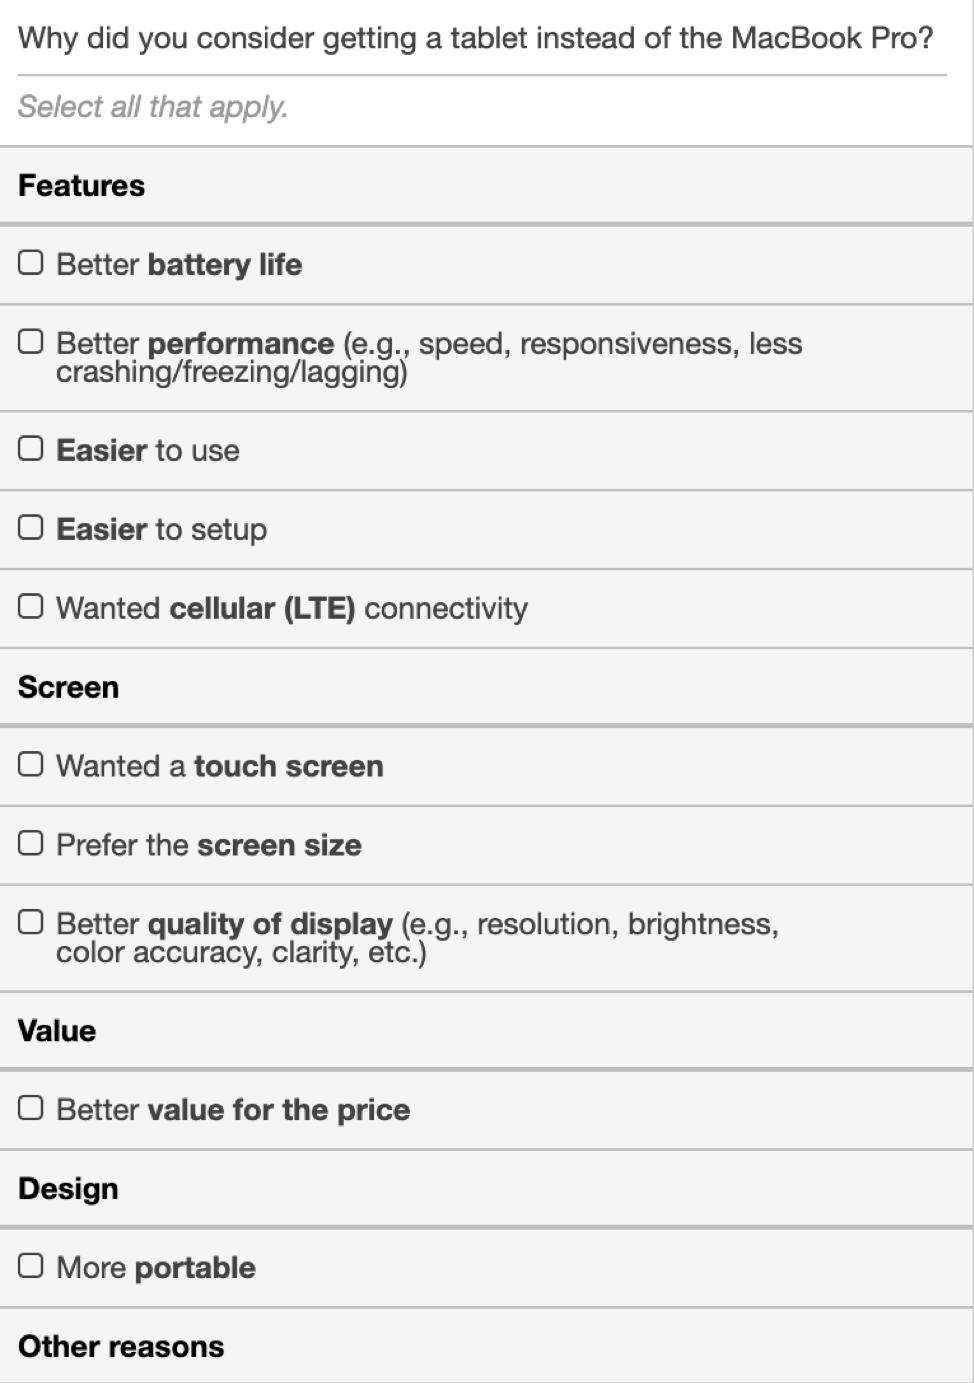 Why did you consider getting a tablet instead of the MacBook Pro?
Select all that apply.
Features
Better battery life
Better performance (e.g., speed, responsiveness, less
crashing/freezing/lagging)
Easier to use
Easier to setup
Wanted cellular (LTE) connectivity
Screen
Wanted a touch screen
Prefer the screen size
Better quality of display (e.g., resolution, brightness,
color accuracy, clarity, etc.)
Value
Better value for the price
Design
More portable
Other reasons